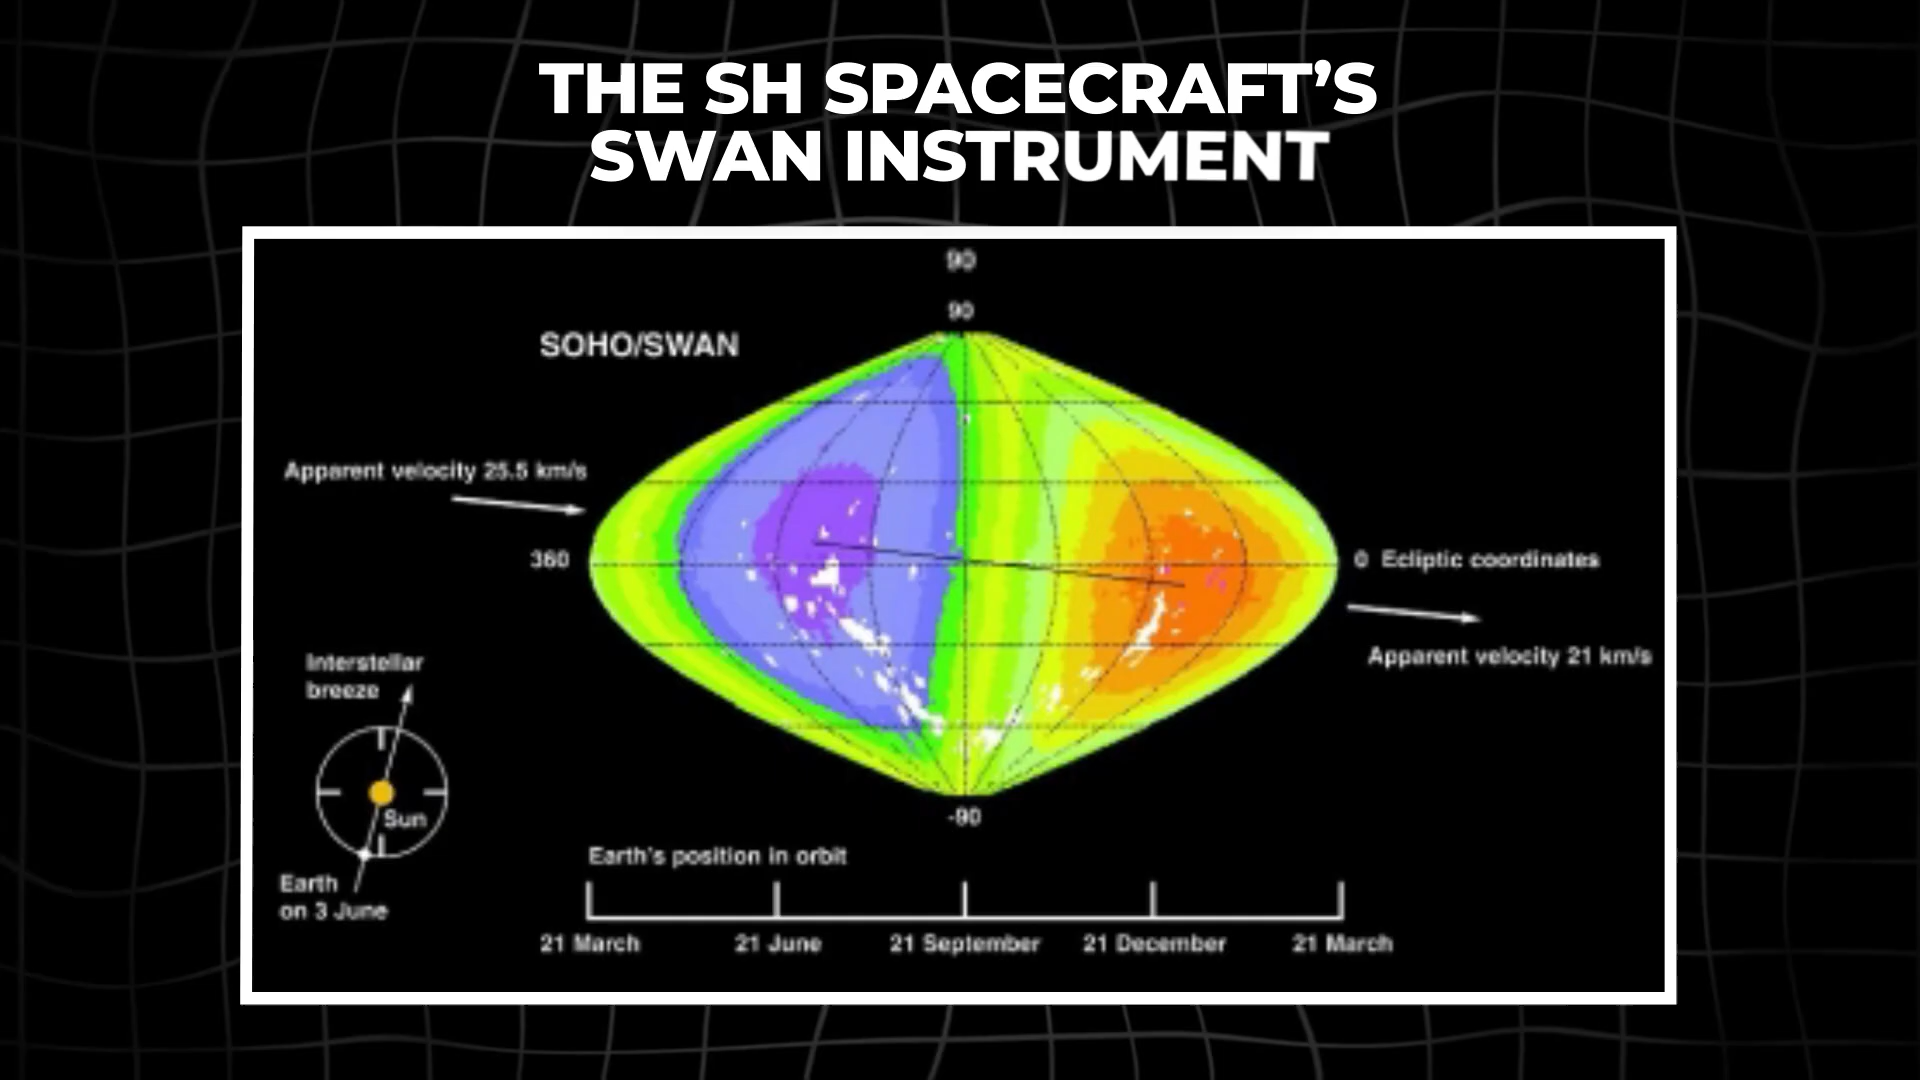 THE SH SPACECRAFT’S
SWAN INSTRUMENT
90
90
SOHO/SWAN
Apparent velocity 25.5 km/s
360
0 Ecliptic coordinates
Apparent velocity 21 km/s
Interstellar
breeze
Sun
Earth
on 3 June
-90
Earth's position in orbit
21 March
21 June
21 September
21 December
21 March